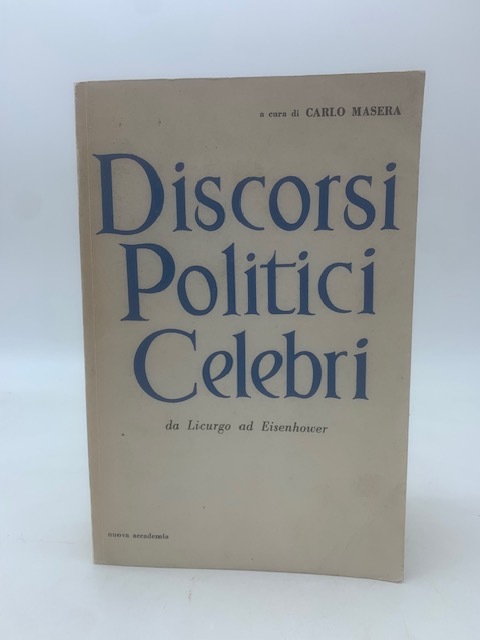 a cura di CARLO MASERA
Discorsi
Politici
Celebri
da Licurgo ad Eisenhower
nuova accademia